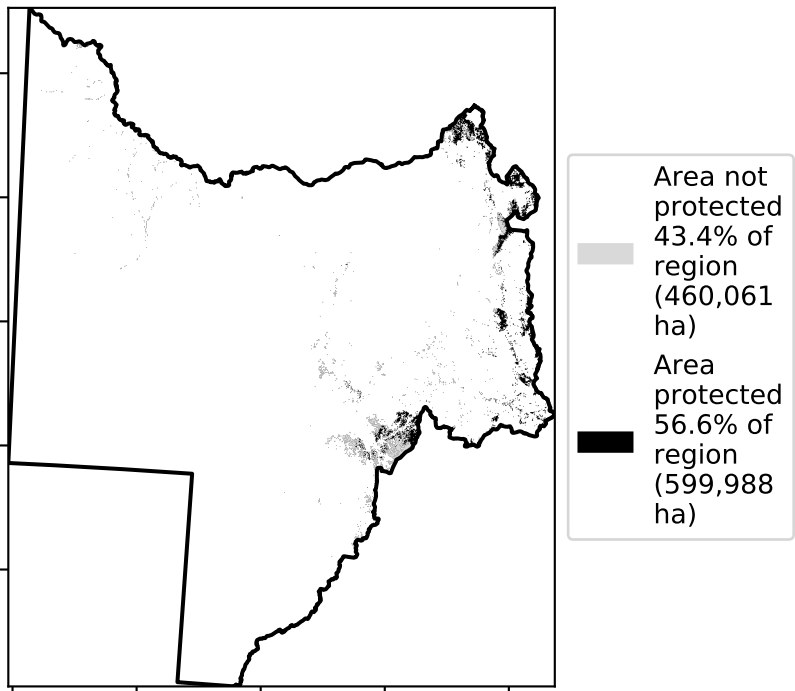 Area not
protected
43.4% of
region
(460,061
ha)
Area
protected
56.6% of
region
(599,988
ha)